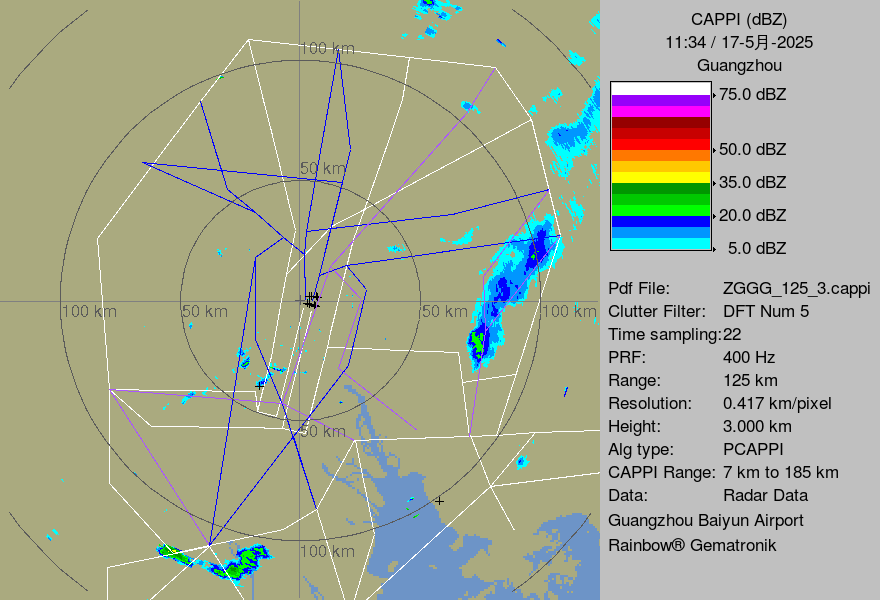 CAPPI (dBZ)
11:34 / 17-5月-2025
Guangzhou
75.0 dBZ
50.0 dBZ
35.0 dBZ
20.0 dBZ
5.0 dBZ
Pdf File: ZGGG_125_3.cappi
Clutter Filter: DFT Num 5
Time sampling:22
PRF: 400 Hz
Range: 125 km
Resolution: 0.417 km/pixel
Height: 3.000 km
Alg type: PCAPPI
CAPPI Range: 7 km to 185 km
Data: Radar Data
Guangzhou Baiyun Airport
Rainbow® Gematronik
100 km
50 km
100 km
50 km
50 km
100 km
50 km
100 km